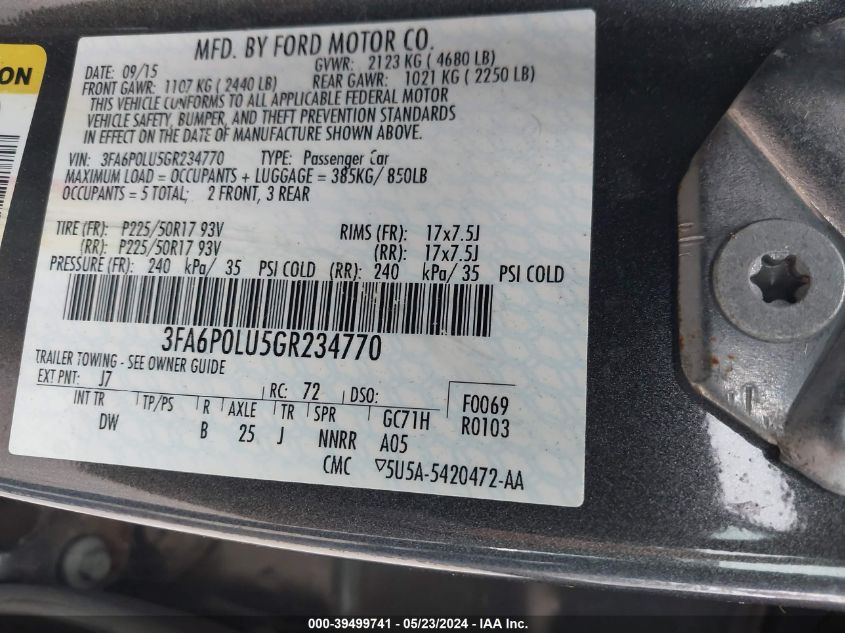 ON
MFD. BY FORD MOTOR CO.
DATE: 09/15 GVWR: 2123 KG ( 4680 LB)
FRONT GAWR: 1107 KG ( 2440 LB) REAR GAWR: 1021 KG ( 2250 LB)
THIS VEHICLE CONFORMS TO ALL APPLICABLE FEDERAL MOTOR
VEHICLE SAFETY, BUMPER, AND THEFT PREVENTION STANDARDS
IN EFFECT ON THE DATE OF MANUFACTURE SHOWN ABOVE.
VIN: 3FA6P0LU5GR234770 TYPE: Passenger Car
MAXIMUM LOAD = OCCUPANTS + LUGGAGE = 385KG/ 850LB
OCCUPANTS = 5 TOTAL; 2 FRONT, 3 REAR
TIRE (FR): P225/50R17 93V RIMS (FR): 17x7.5J
(RR): P225/50R17 93V (RR): 17x7.5J
PRESSURE (FR): 240 kPa/ 35 PSI COLD (RR): 240 kPa/ 35 PSI COLD
3FA6P0LU5GR234770
TRAILER TOWING - SEE OWNER GUIDE
EXT PNT: J7 RC: 72 DSO: F0069
INT TR TP/PS R AXLE TR SPR GC71H R0103
DW B 25 J NNRR A05
CMC ▽5U5A-5420472-AA
000-39499741 - 05/23/2024 - IAA Inc.